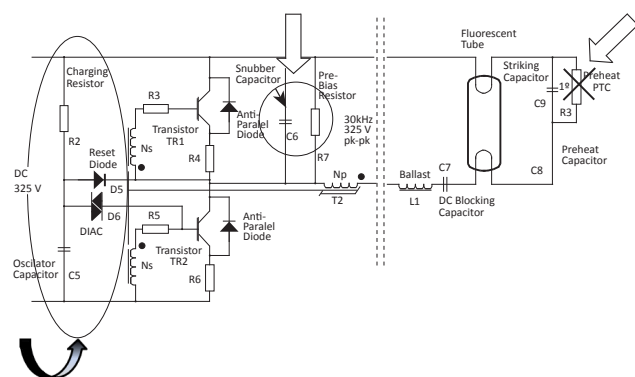 Fluorescent
Tube
Snubber
Capacitor
Striking
Capacitor
Charging
Resistor
Pre-
Bias
Resistor
1º
Preheat
PTC
R3
C9
R3
30kHz
325 V
pk-pk
Transistor
TR1
Anti-
Paralel
Diode
C6
R2
Reset
Diode
Ns
R4
R7
Preheat
Capacitor
DC
325 V
D5
Np
Ballast
C7
C8
D6
T2
L1
DC Blocking
Capacitor
R5
DIAC
Anti-
Paralel
Diode
Transistor
TR2
Oscilator
Capacitor
C5
Ns
R6